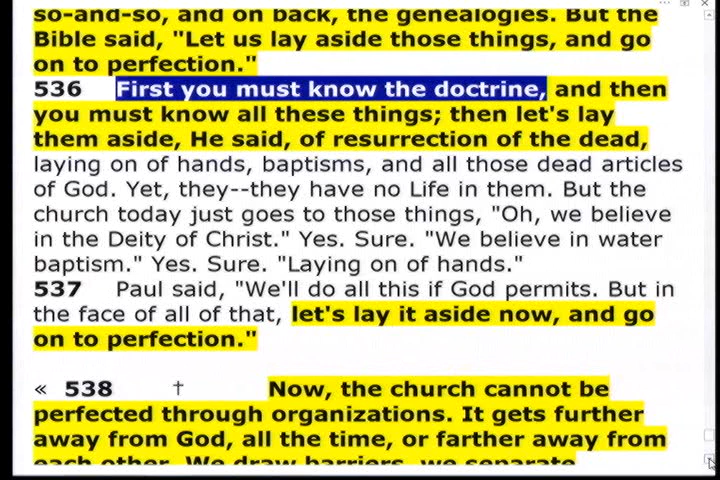 so-and-so, and on back, the genealogies. But the
Bible said, "Let us lay aside those things, and go
on to perfection."
536 First you must know the doctrine, and then
you must know all these things; then let's lay
them aside, He said, of resurrection of the dead,
laying on of hands, baptisms, and all those dead articles
of God. Yet, they--they have no Life in them. But the
church today just goes to those things, "Oh, we believe
in the Deity of Christ." Yes. Sure. "We believe in water
baptism." Yes. Sure. "Laying on of hands."
537 Paul said, "We'll do all this if God permits. But in
the face of all of that, let's lay it aside now, and go
on to perfection."
« 538 † Now, the church cannot be
perfected through organizations. It gets further
away from God, all the time, or farther away from
each other. We draw barriers, we separate